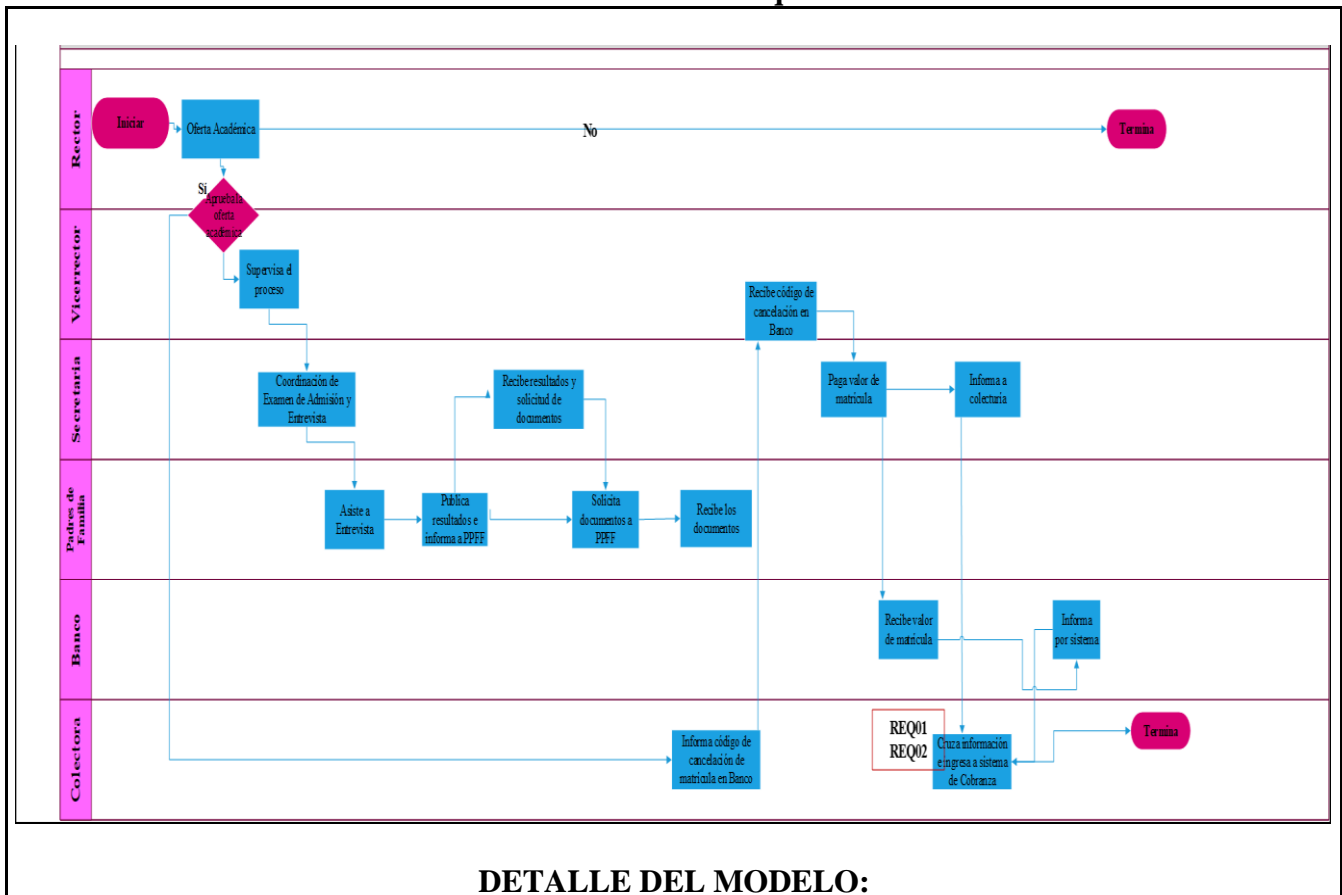 Rector
Iniciar
Oferta Académica
No
Termina
Sí
Aprueba la
oferta
académica
Vicerrector
Supervisa el
proceso
Recibe código de
cancelación en
Banco
Secretaria
Coordinación de
Examen de Admisión y
Entrevista
Recibe resultados y
solicitud de
documentos
Paga valor de
matrícula
Informa a
colecturía
Padres de
Familia
Asiste a
Entrevista
Publica
resultados e
informa a PPFF
Solicita
documentos a
PPFF
Recibe los
documentos
Banco
Recibe valor
de matrícula
Informa
por sistema
Colectora
Informa código de
cancelación de
matrícula en Banco
REQ01
REQ02
Cruza información
e ingresa a sistema
de Cobranza
Termina
DETALLE DEL MODELO: